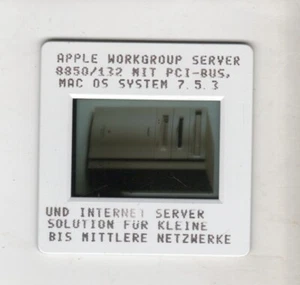 APPLE WORKGROUP SERVER
8850/132 MIT PCI-BUS,
MAC OS SYSTEM 7.5.3
UND INTERNET SERVER
SOLUTION FÜR KLEINE
BIS MITTLERE NETZWERKE